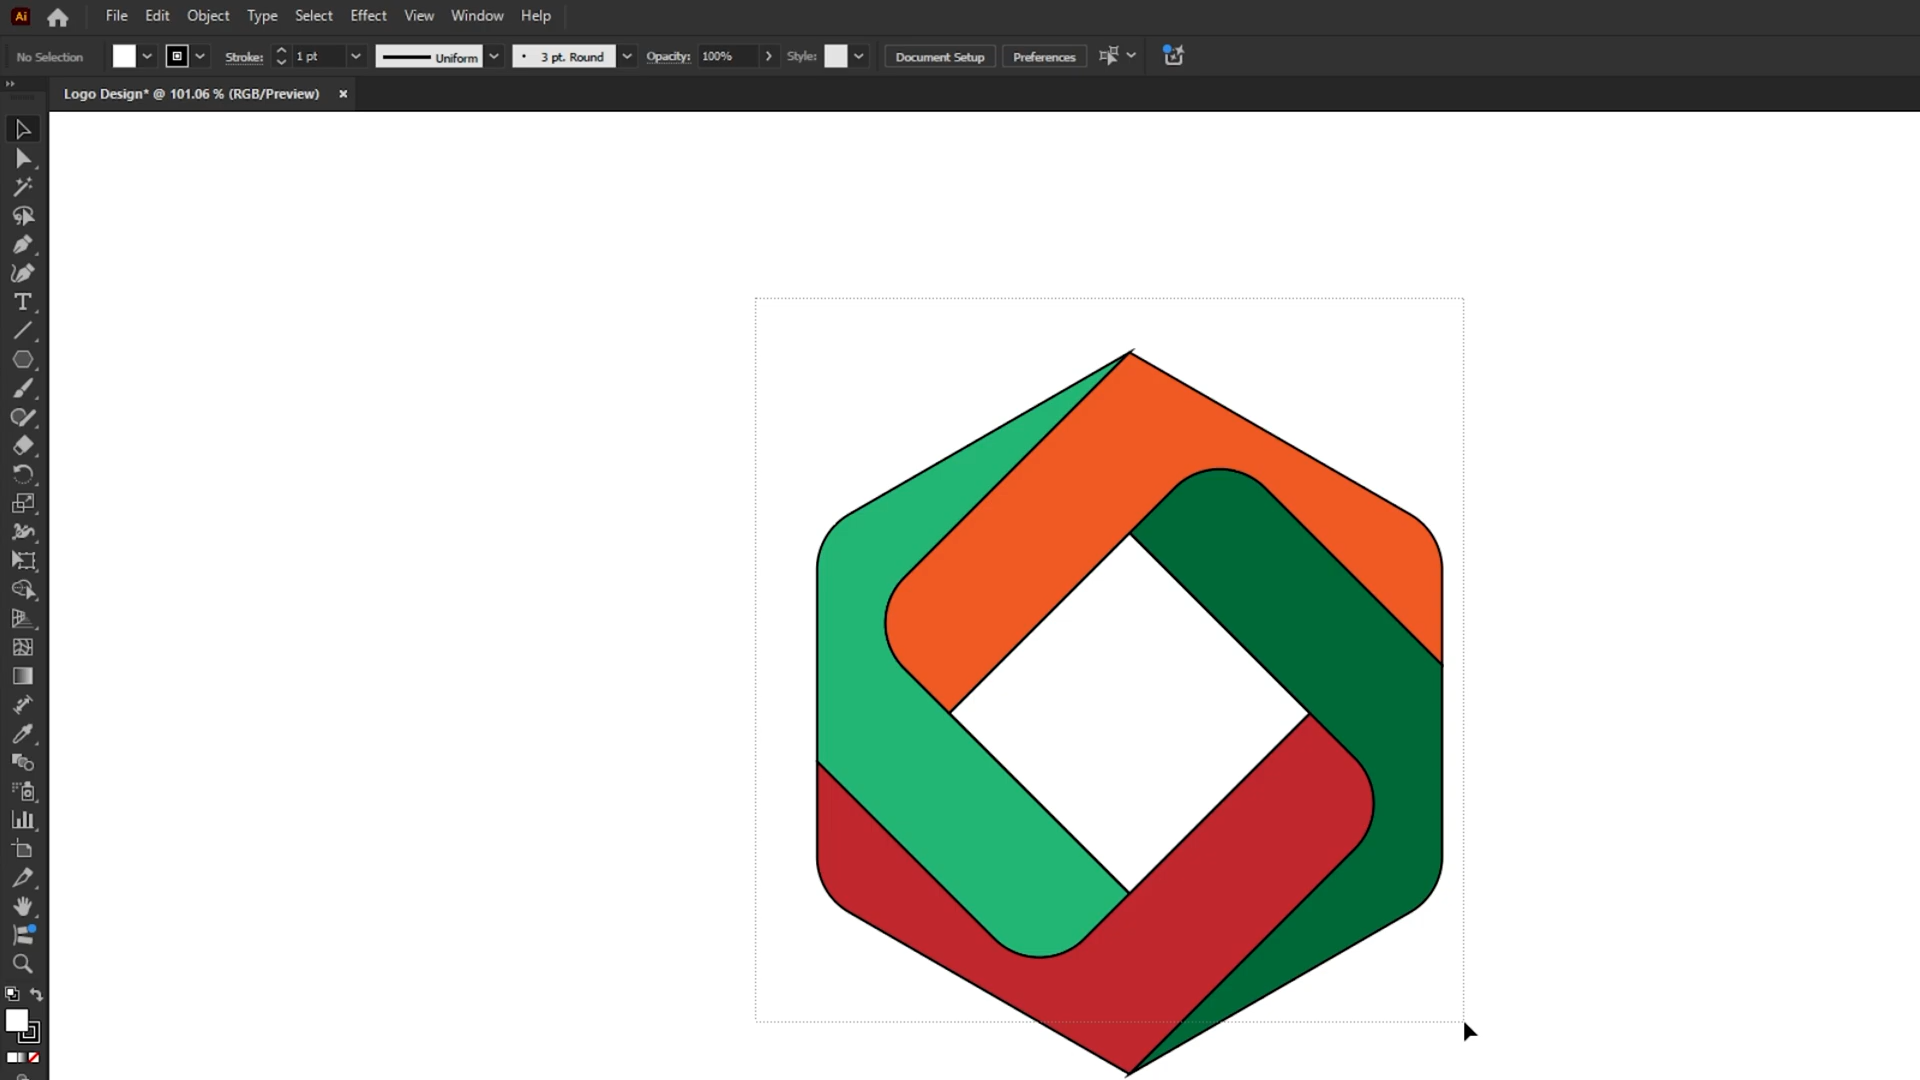 Ai File Edit Object Type Select Effect View Window Help
No Selection Stroke: 1 pt Uniform 3 pt. Round Opacity: 100% Style: Document Setup Preferences
Logo Design* @ 101.06 % (RGB/Preview) ×